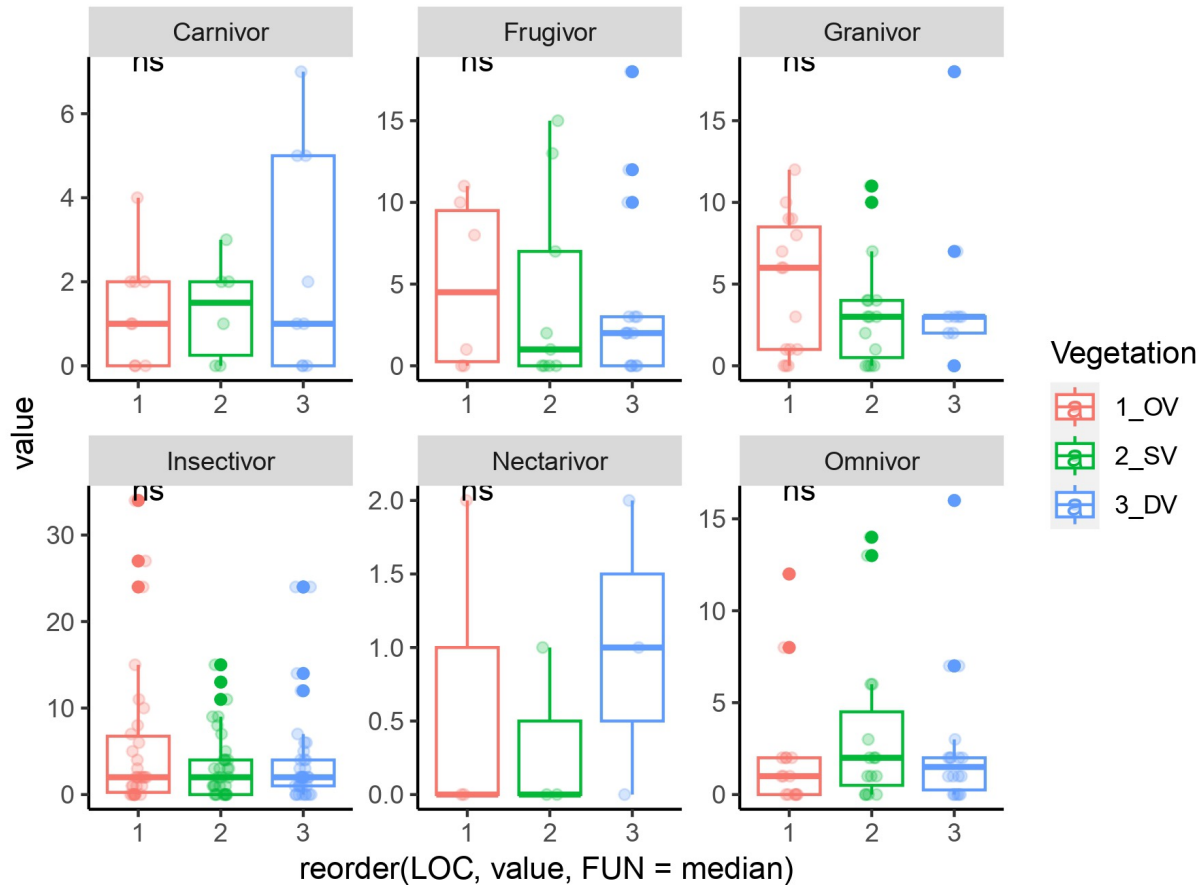 Carnivor
Frugivor
Granivor
ns
ns
ns
6
4
2
0
15
10
5
0
15
10
5
0
1 2 3
1 2 3
1 2 3
value
Insectivor
Nectarivor
Omnivor
ns
ns
ns
30
20
10
0
2.0
1.5
1.0
0.5
0.0
15
10
5
0
1 2 3
1 2 3
1 2 3
reorder(LOC, value, FUN = median)
Vegetation
a 1_OV
a 2_SV
a 3_DV